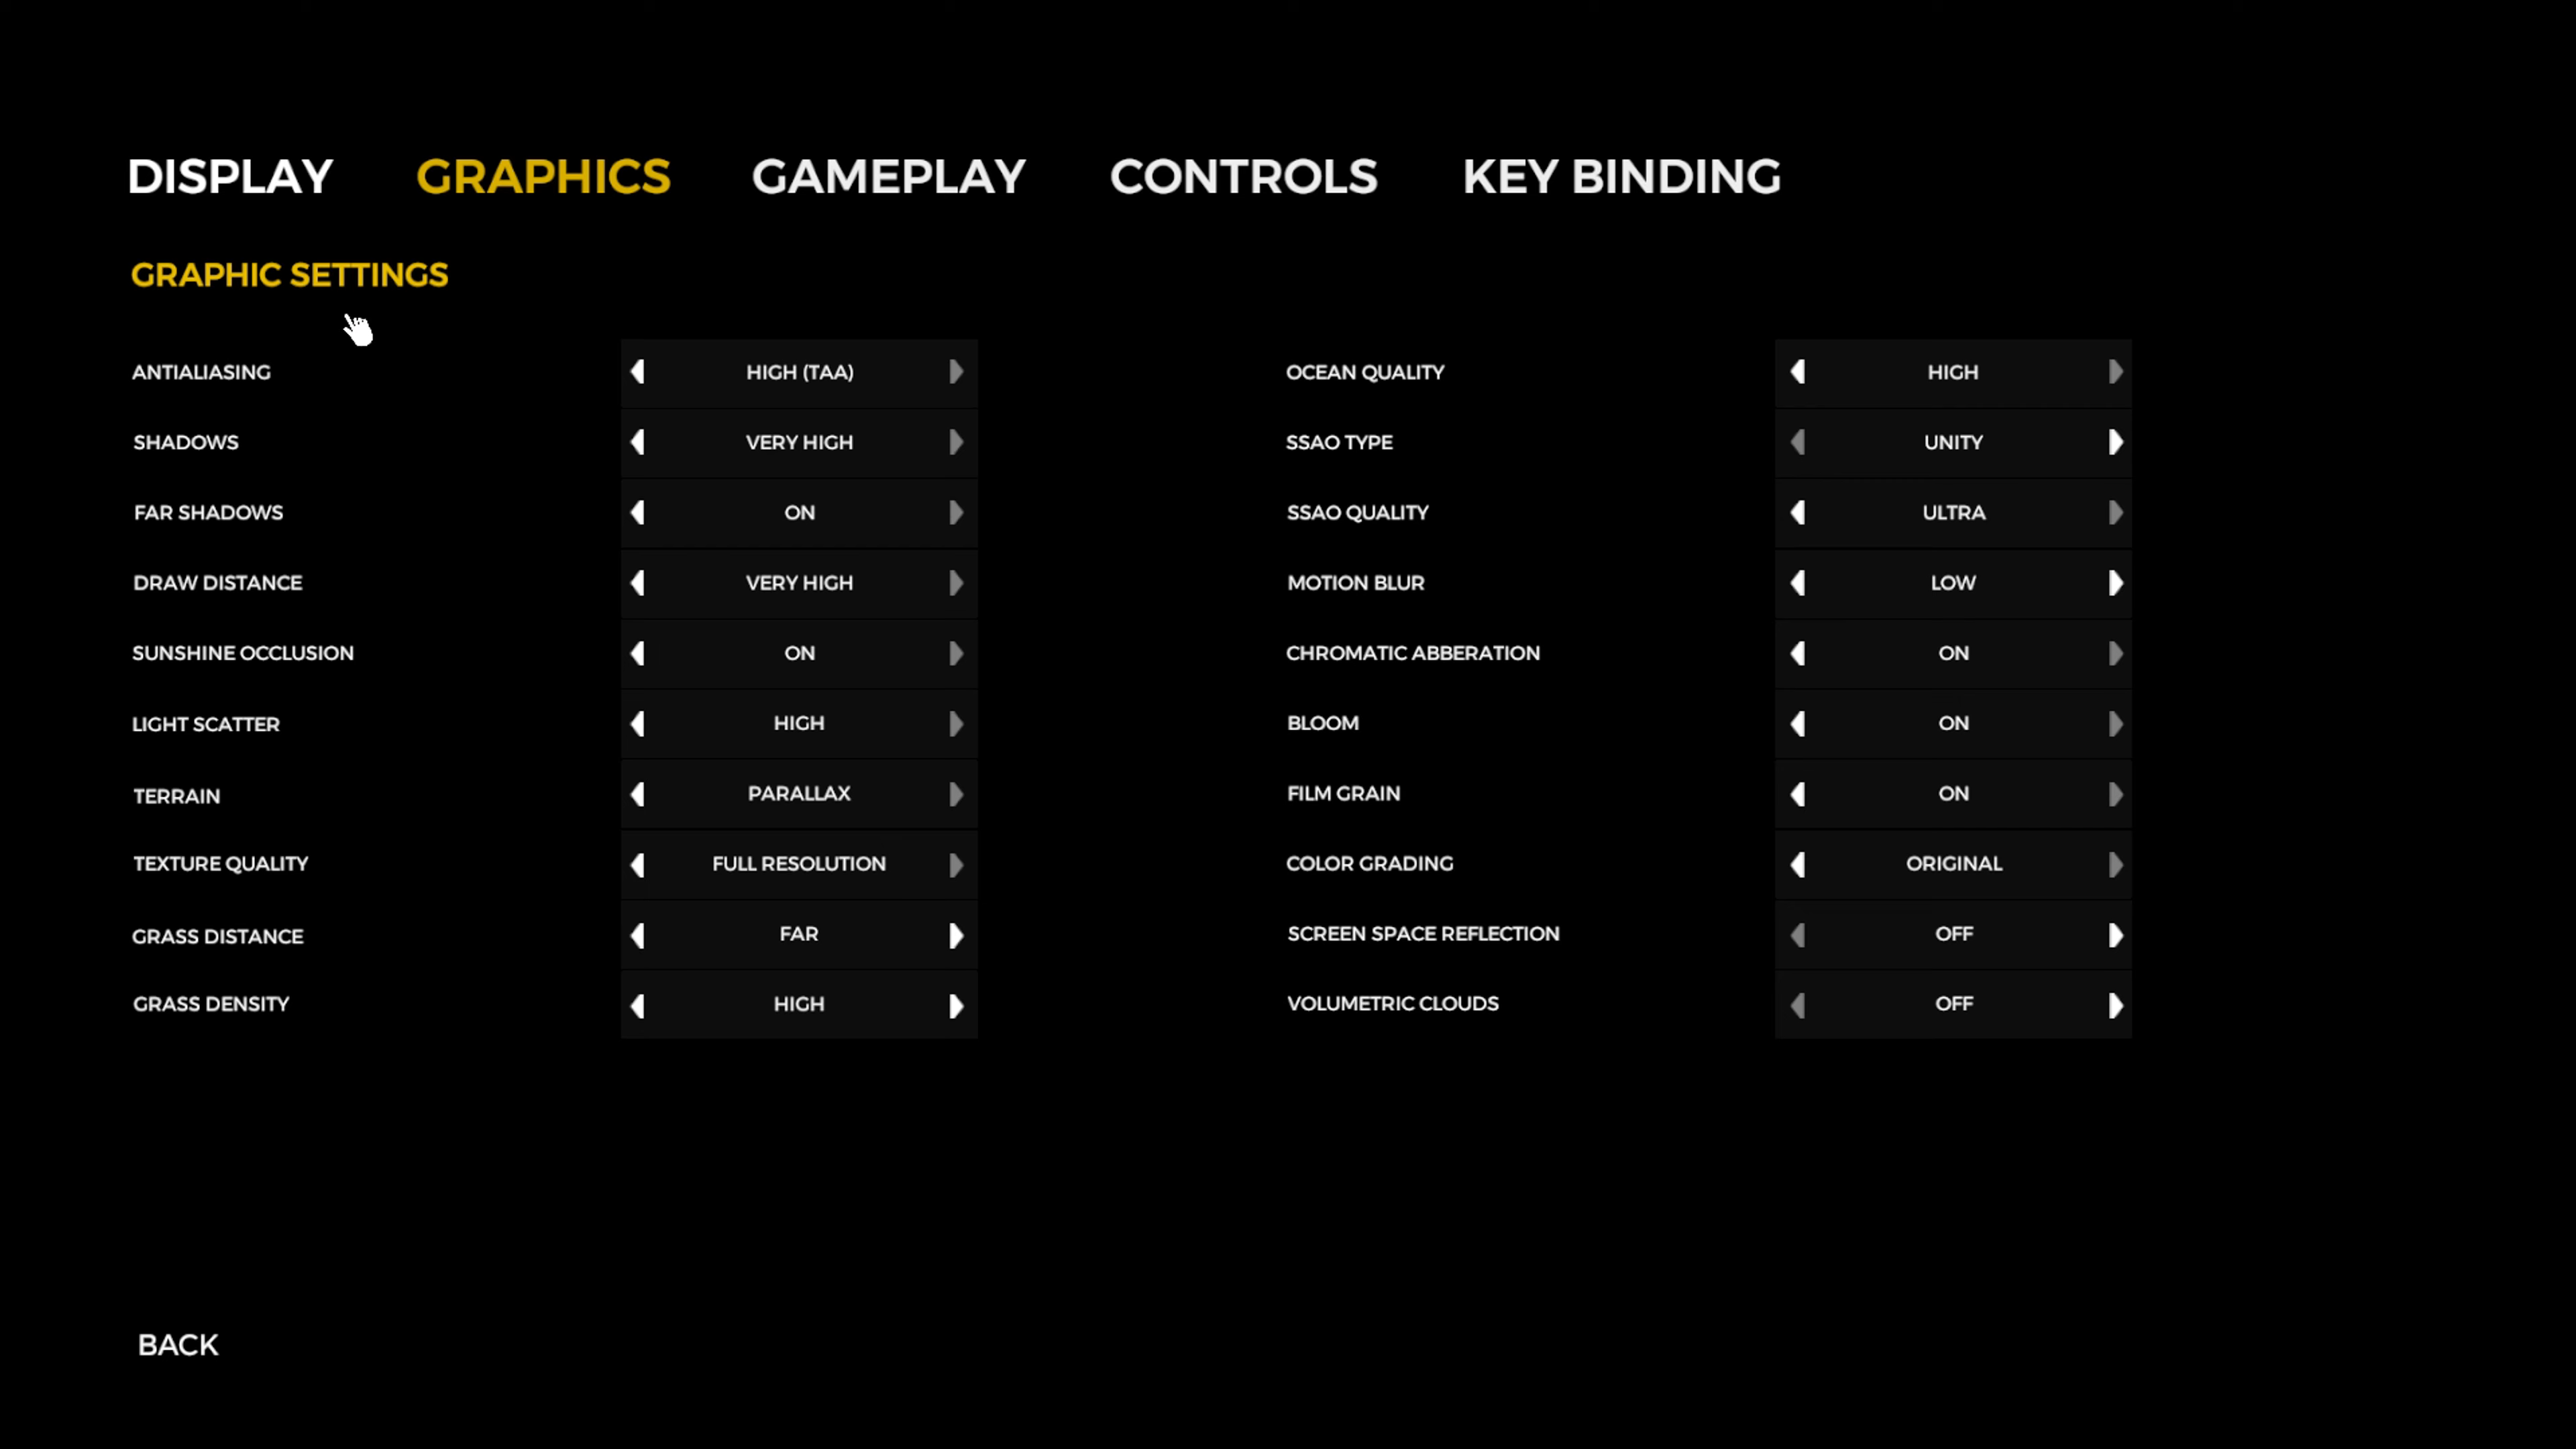 DISPLAY GRAPHICS GAMEPLAY CONTROLS KEY BINDING
GRAPHIC SETTINGS
ANTIALIASING HIGH (TAA) OCEAN QUALITY HIGH
SHADOWS VERY HIGH SSAO TYPE UNITY
FAR SHADOWS ON SSAO QUALITY ULTRA
DRAW DISTANCE VERY HIGH MOTION BLUR LOW
SUNSHINE OCCLUSION ON CHROMATIC ABBERATION ON
LIGHT SCATTER HIGH BLOOM ON
TERRAIN PARALLAX FILM GRAIN ON
TEXTURE QUALITY FULL RESOLUTION COLOR GRADING ORIGINAL
GRASS DISTANCE FAR SCREEN SPACE REFLECTION OFF
GRASS DENSITY HIGH VOLUMETRIC CLOUDS OFF
BACK